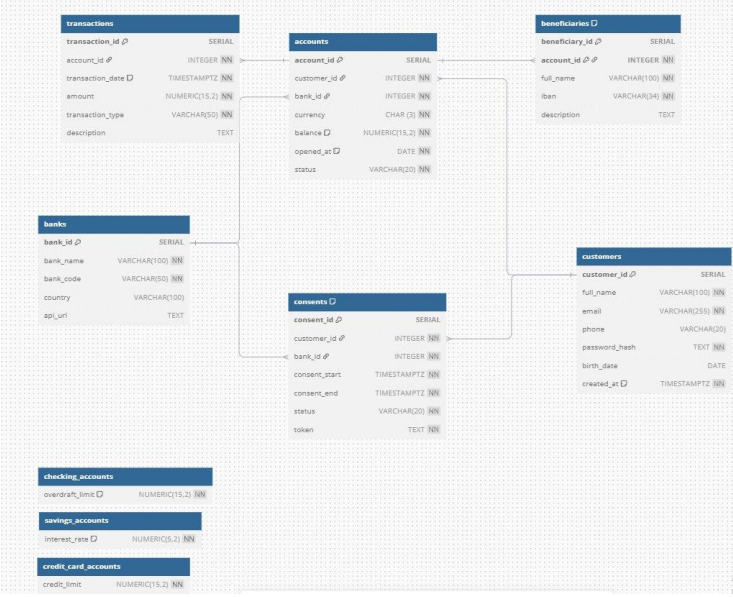 transactions
transaction_id SERIAL
account_id INTEGER NN
transaction_date TIMESTAMPTZ NN
amount NUMERIC(15,2) NN
transaction_type VARCHAR(50) NN
description TEXT
accounts
account_id SERIAL
customer_id INTEGER NN
bank_id INTEGER NN
currency CHAR (3) NN
balance NUMERIC(15,2) NN
opened_at DATE NN
status VARCHAR(20) NN
beneficiaries
beneficiary_id SERIAL
account_id INTEGER NN
full_name VARCHAR(100) NN
iban VARCHAR(34) NN
description TEXT
banks
bank_id SERIAL
bank_name VARCHAR(100) NN
bank_code VARCHAR(50) NN
country VARCHAR(100)
api_url TEXT
consents
consent_id SERIAL
customer_id INTEGER NN
bank_id INTEGER NN
consent_start TIMESTAMPTZ NN
consent_end TIMESTAMPTZ NN
status VARCHAR(20) NN
token TEXT NN
customers
customer_id SERIAL
full_name VARCHAR(100) NN
email VARCHAR(255) NN
phone VARCHAR(20)
password_hash TEXT NN
birth_date DATE
created_at TIMESTAMPTZ NN
checking_accounts
overdraft_limit NUMERIC(15,2) NN
savings_accounts
interest_rate NUMERIC(5,2) NN
credit_card_accounts
credit_limit NUMERIC(15,2) NN